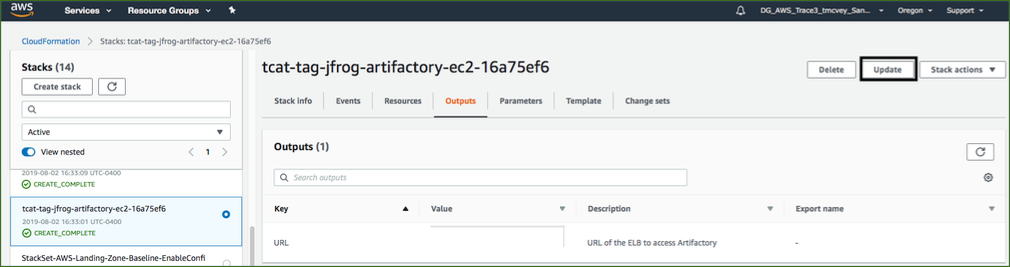 aws Services Resource Groups DG_AWS_Trace3_tmcvey_San... Oregon Support
CloudFormation > Stacks: tcat-tag-jfrog-artifactory-ec2-16a75ef6
Stacks (14)
Create stack
Active
View nested
1
2019-08-02 16:33:09 UTC-0400
CREATE_COMPLETE
tcat-tag-jfrog-artifactory-ec2-16a75ef6
2019-08-02 16:33:01 UTC-0400
CREATE_COMPLETE
StackSet-AWS-Landing-Zone-Baseline-EnableConfi
tcat-tag-jfrog-artifactory-ec2-16a75ef6
Delete Update Stack actions
Stack info Events Resources Outputs Parameters Template Change sets
Outputs (1)
Search outputs
Key Value Description Export name
URL URL of the ELB to access Artifactory -